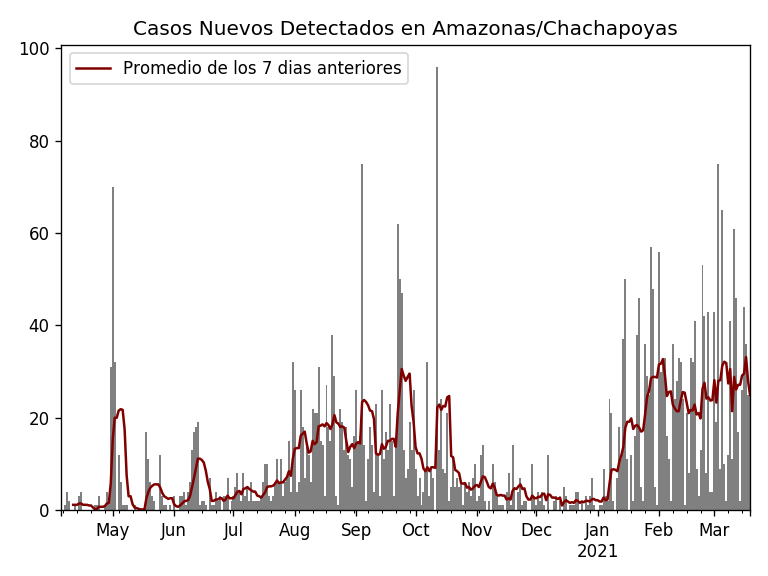 Casos Nuevos Detectados en Amazonas/Chachapoyas
Promedio de los 7 dias anteriores
100
80
60
40
20
0
May Jun Jul Aug Sep Oct Nov Dec Jan Feb Mar
2021